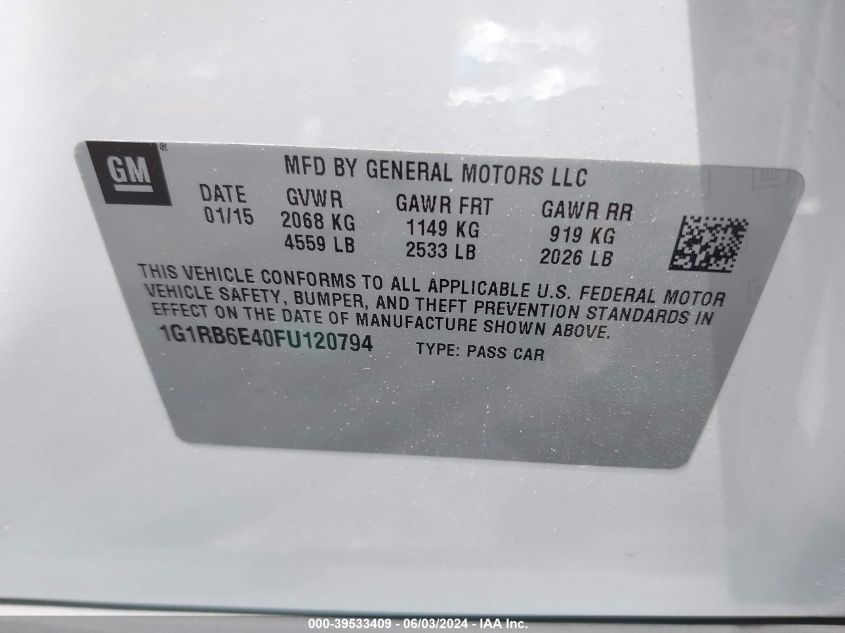 GM
MFD BY GENERAL MOTORS LLC
DATE GVWR GAWR FRT GAWR RR
01/15 2068 KG 1149 KG 919 KG
4559 LB 2533 LB 2026 LB
THIS VEHICLE CONFORMS TO ALL APPLICABLE U.S. FEDERAL MOTOR
VEHICLE SAFETY, BUMPER, AND THEFT PREVENTION STANDARDS IN
EFFECT ON THE DATE OF MANUFACTURE SHOWN ABOVE.
1G1RB6E40FU120794 TYPE: PASS CAR
000-39533409 - 06/03/2024 - IAA Inc.